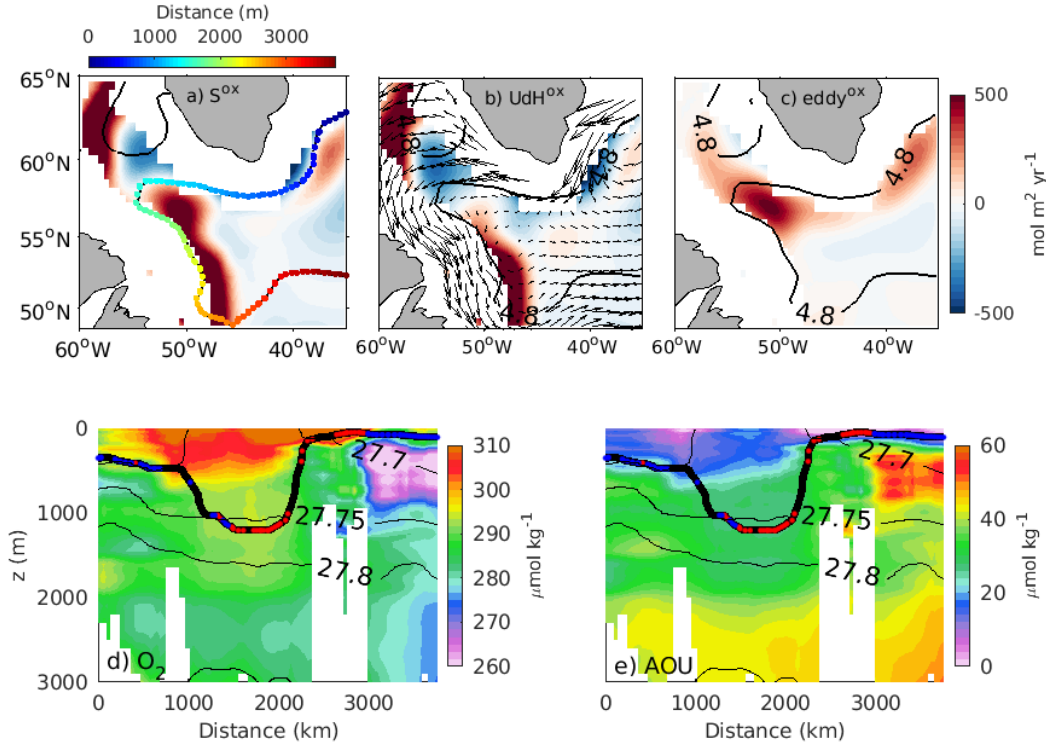 Distance (m)
0 1000 2000 3000
65°N
60°N
55°N
50°N
60°W 50°W 40°W
a) S^ox
60°W 50°W 40°W
b) UdH^ox
4.8
4.8
4.8
60°W 50°W 40°W
c) eddy^ox
4.8
4.8
4.8
500
0
-500
mol m² yr⁻¹
0
1000
2000
3000
z (m)
27.7
27.75
27.8
d) O₂
0 1000 2000 3000
Distance (km)
310
300
290
280
270
260
μmol kg⁻¹
27.7
27.75
27.8
e) AOU
0 1000 2000 3000
Distance (km)
60
40
20
0
μmol kg⁻¹